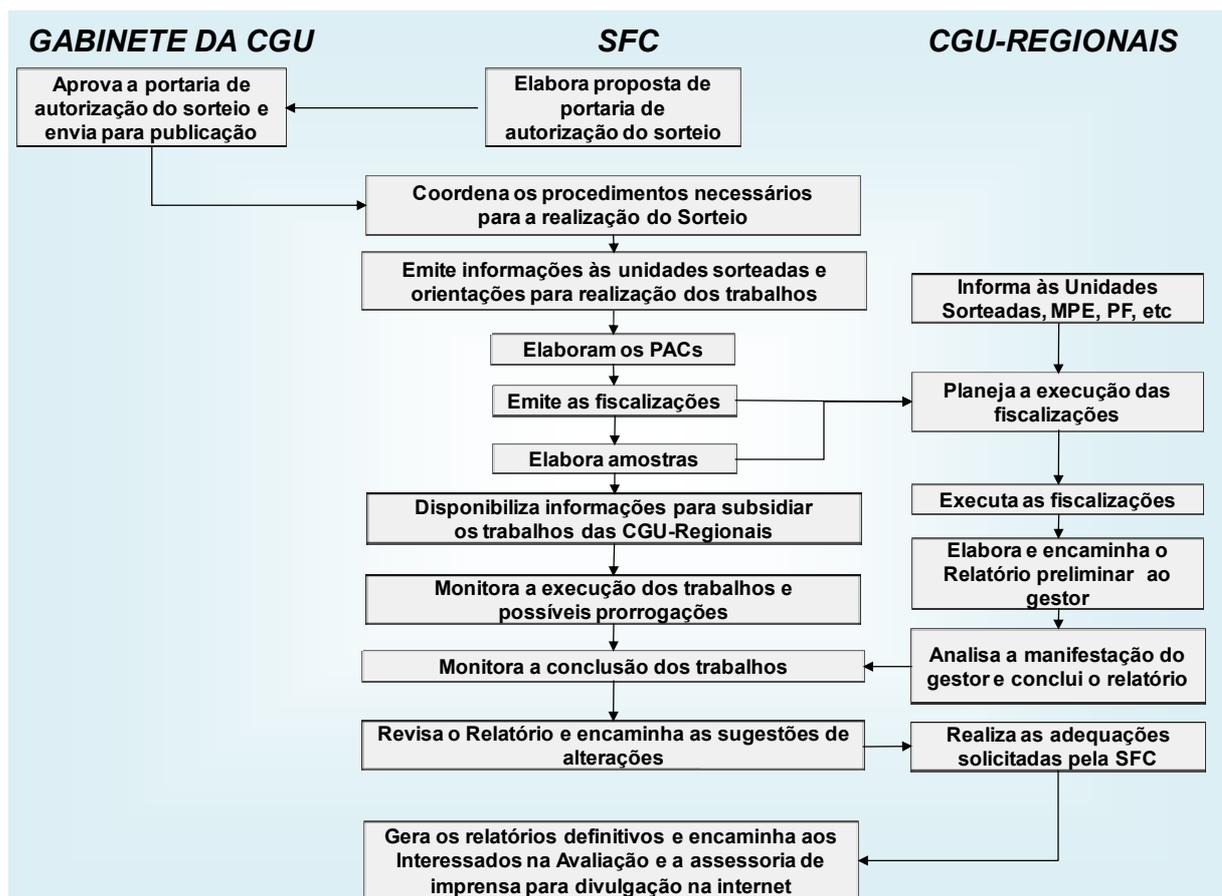 GABINETE DA CGU
SFC
CGU-REGIONAIS
Aprova a portaria de
autorização do sorteio e
envia para publicação
Elabora proposta de
portaria de
autorização do sorteio
Coordena os procedimentos necessários
para a realização do Sorteio
Emite informações às unidades sorteadas e
orientações para realização dos trabalhos
Informa às Unidades
Sorteadas, MPE, PF, etc
Elaboram os PACs
Emite as fiscalizações
Planeja a execução das
fiscalizações
Elabora amostras
Disponibiliza informações para subsidiar
os trabalhos das CGU-Regionais
Executa as fiscalizações
Elabora e encaminha o
Relatório preliminar ao
gestor
Monitora a execução dos trabalhos e
possíveis prorrogações
Monitora a conclusão dos trabalhos
Analisa a manifestação do
gestor e conclui o relatório
Revisa o Relatório e encaminha as sugestões de
alterações
Realiza as adequações
solicitadas pela SFC
Gera os relatórios definitivos e encaminha aos
Interessados na Avaliação e a assessoria de
imprensa para divulgação na internet